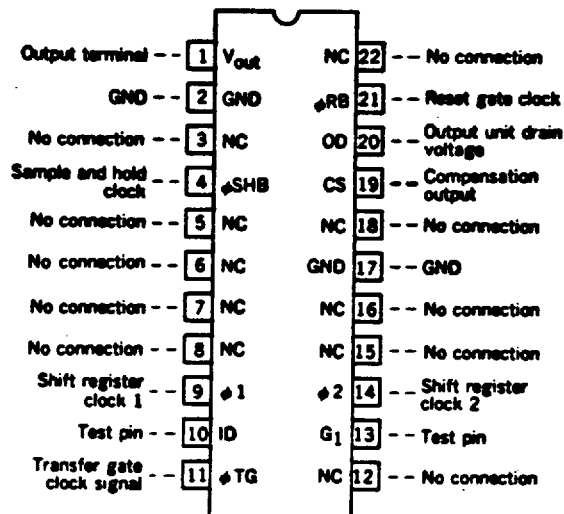 Output terminal -- 1 Vout NC 22 -- No connection
GND -- 2 GND φRB 21 -- Reset gate clock
No connection -- 3 NC OD 20 -- Output unit drain
voltage
Sample and hold
clock -- 4 φSHB CS 19 -- Compensation
output
No connection -- 5 NC NC 18 -- No connection
No connection -- 6 NC GND 17 -- GND
No connection -- 7 NC NC 16 -- No connection
No connection -- 8 NC NC 15 -- No connection
Shift register
clock 1 -- 9 φ1 φ2 14 -- Shift register
clock 2
Test pin -- 10 ID G1 13 -- Test pin
Transfer gate
clock signal -- 11 φTG NC 12 -- No connection